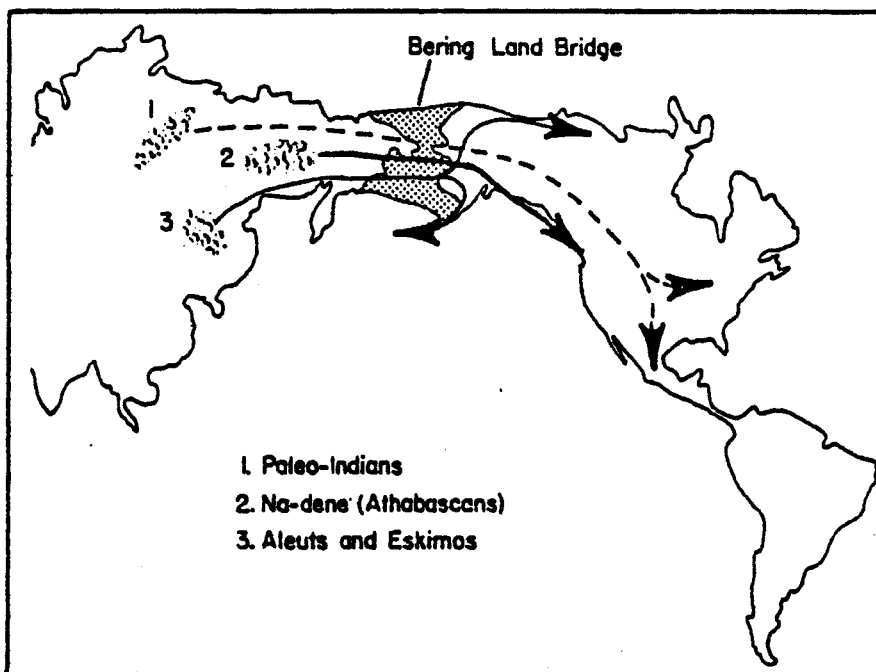 Bering Land Bridge
1
2
3
1. Paleo-Indians
2. Na-dene (Athabascans)
3. Aleuts and Eskimos